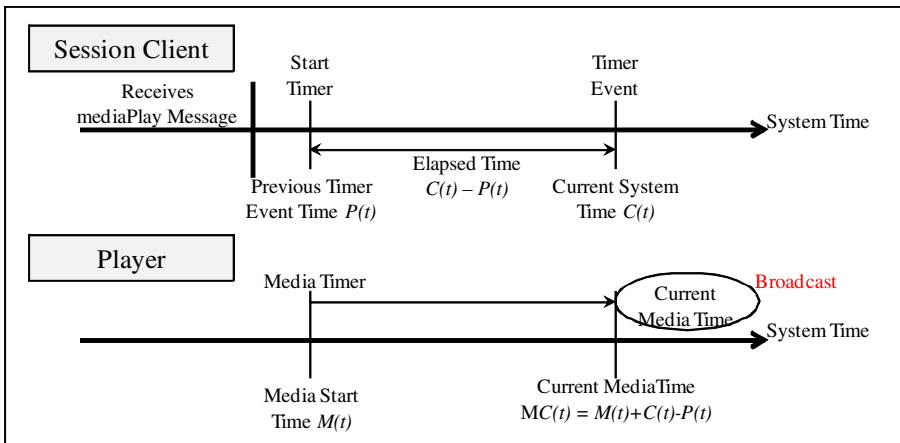 Session Client
Start
Timer
Timer
Event
Receives
mediaPlay Message
System Time
Elapsed Time
C(t) – P(t)
Previous Timer
Event Time P(t)
Current System
Time C(t)
Player
Media Timer
Current
Media Time
Broadcast
System Time
Media Start
Time M(t)
Current MediaTime
MC(t) = M(t)+C(t)-P(t)